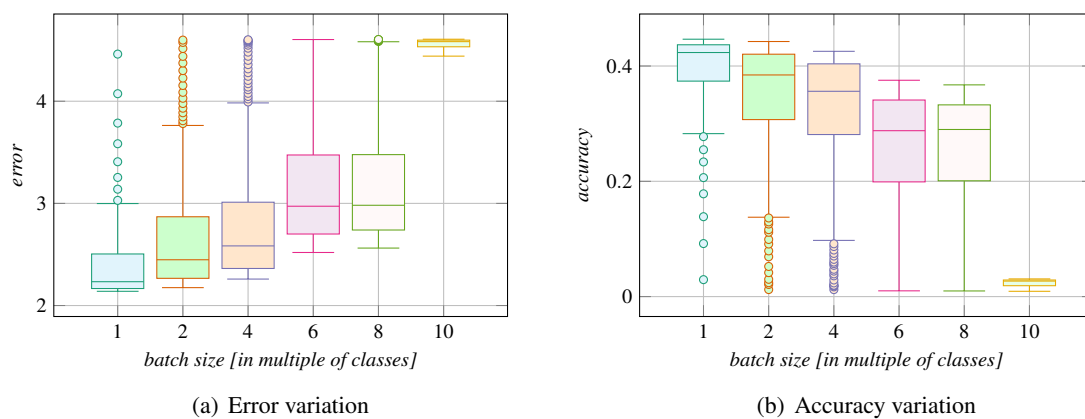 4
3
2
error
1 2 4 6 8 10
batch size [in multiple of classes]
(a) Error variation
0.4
0.2
0
accuracy
1 2 4 6 8 10
batch size [in multiple of classes]
(b) Accuracy variation